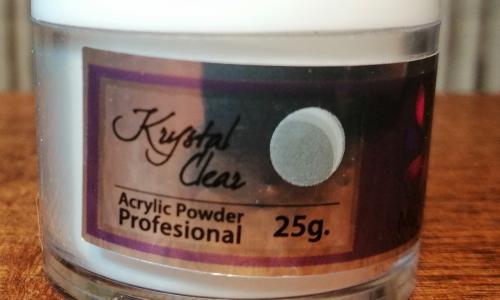 Krystal
Clear
Acrylic Powder
Profesional
25g.